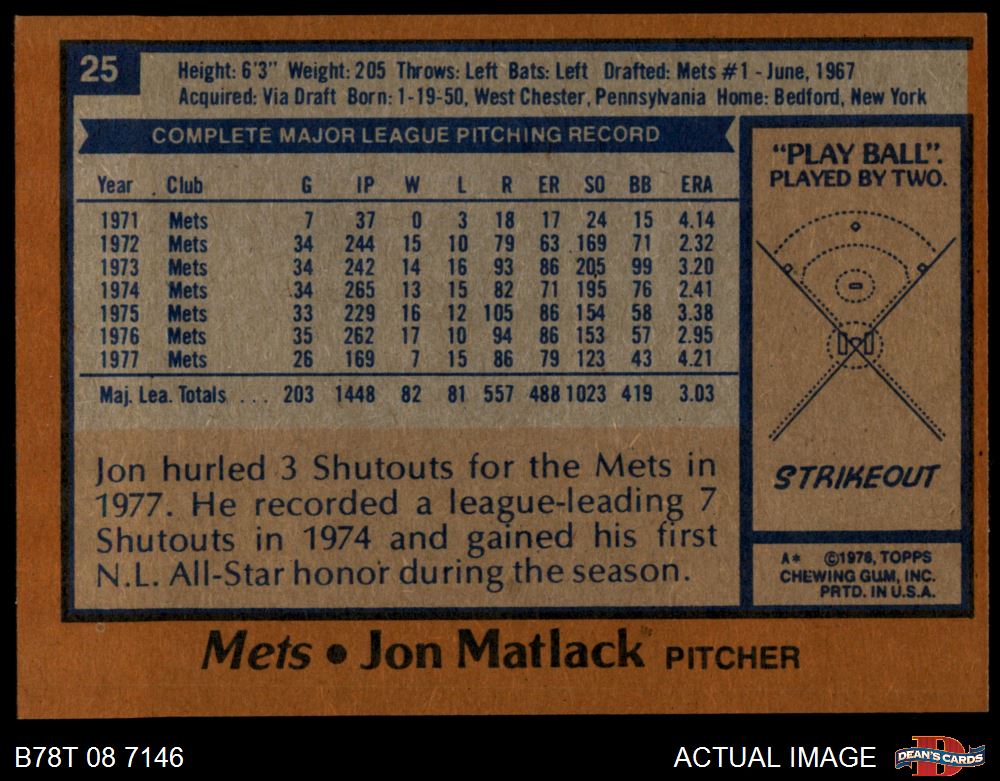 25
Height: 6'3" Weight: 205 Throws: Left Bats: Left Drafted: Mets #1 - June, 1967
Acquired: Via Draft Born: 1-19-50, West Chester, Pennsylvania Home: Bedford, New York
COMPLETE MAJOR LEAGUE PITCHING RECORD
Year Club G IP W L R ER SO BB ERA
1971 Mets 7 37 0 3 18 17 24 15 4.14
1972 Mets 34 244 15 10 79 63 169 71 2.32
1973 Mets 34 242 14 16 93 86 205 99 3.20
1974 Mets 34 265 13 15 82 71 195 76 2.41
1975 Mets 33 229 16 12 105 86 154 58 3.38
1976 Mets 35 262 17 10 94 86 153 57 2.95
1977 Mets 26 169 7 15 86 79 123 43 4.21
Maj. Lea. Totals . . . 203 1448 82 81 557 488 1023 419 3.03
Jon hurled 3 Shutouts for the Mets in
1977. He recorded a league-leading 7
Shutouts in 1974 and gained his first
N.L. All-Star honor during the season.
"PLAY BALL".
PLAYED BY TWO.
STRIKEOUT
A* ©1978, TOPPS
CHEWING GUM, INC.
PRTD. IN U.S.A.
Mets • Jon Matlack PITCHER
B78T 08 7146
ACTUAL IMAGE
D
DEAN'S CARDS